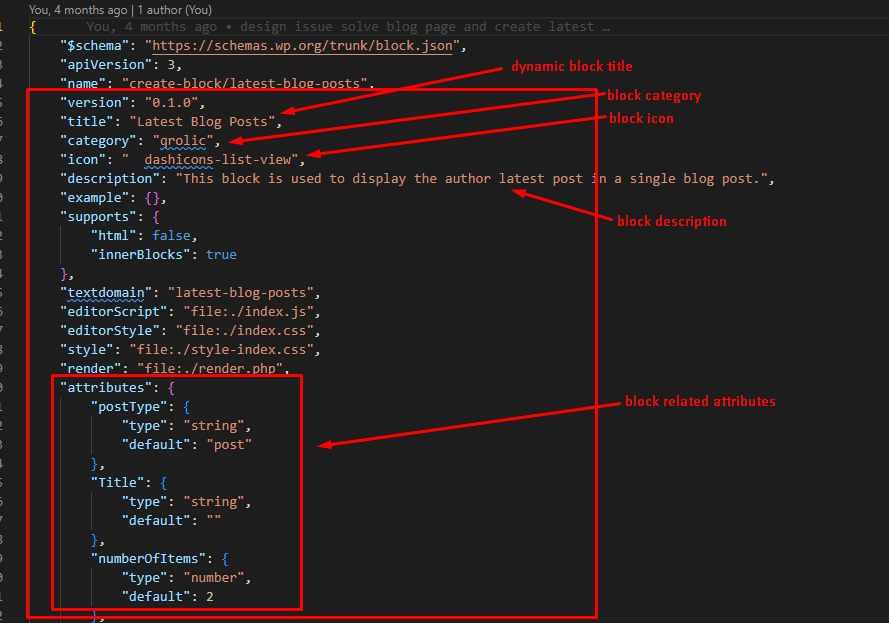 You, 4 months ago | 1 author (You)
{ You, 4 months ago • design issue solve blog page and create latest …
"$schema": "https://schemas.wp.org/trunk/block.json",
"apiVersion": 3,
dynamic block title
"name": "create-block/latest-blog-posts",
"version": "0.1.0",
block category
"title": "Latest Blog Posts",
block icon
"category": "qrolic",
"icon": "  dashicons-list-view",
"description": "This block is used to display the author latest post in a single blog post.",
"example": {},
"supports": {
block description
"html": false,
"innerBlocks": true
},
"textdomain": "latest-blog-posts",
"editorScript": "file:./index.js",
"editorStyle": "file:./index.css",
"style": "file:./style-index.css",
"render": "file:./render.php",
"attributes": {
block related attributes
"postType": {
"type": "string",
"default": "post"
},
"Title": {
"type": "string",
"default": ""
},
"numberOfItems": {
"type": "number",
"default": 2
},